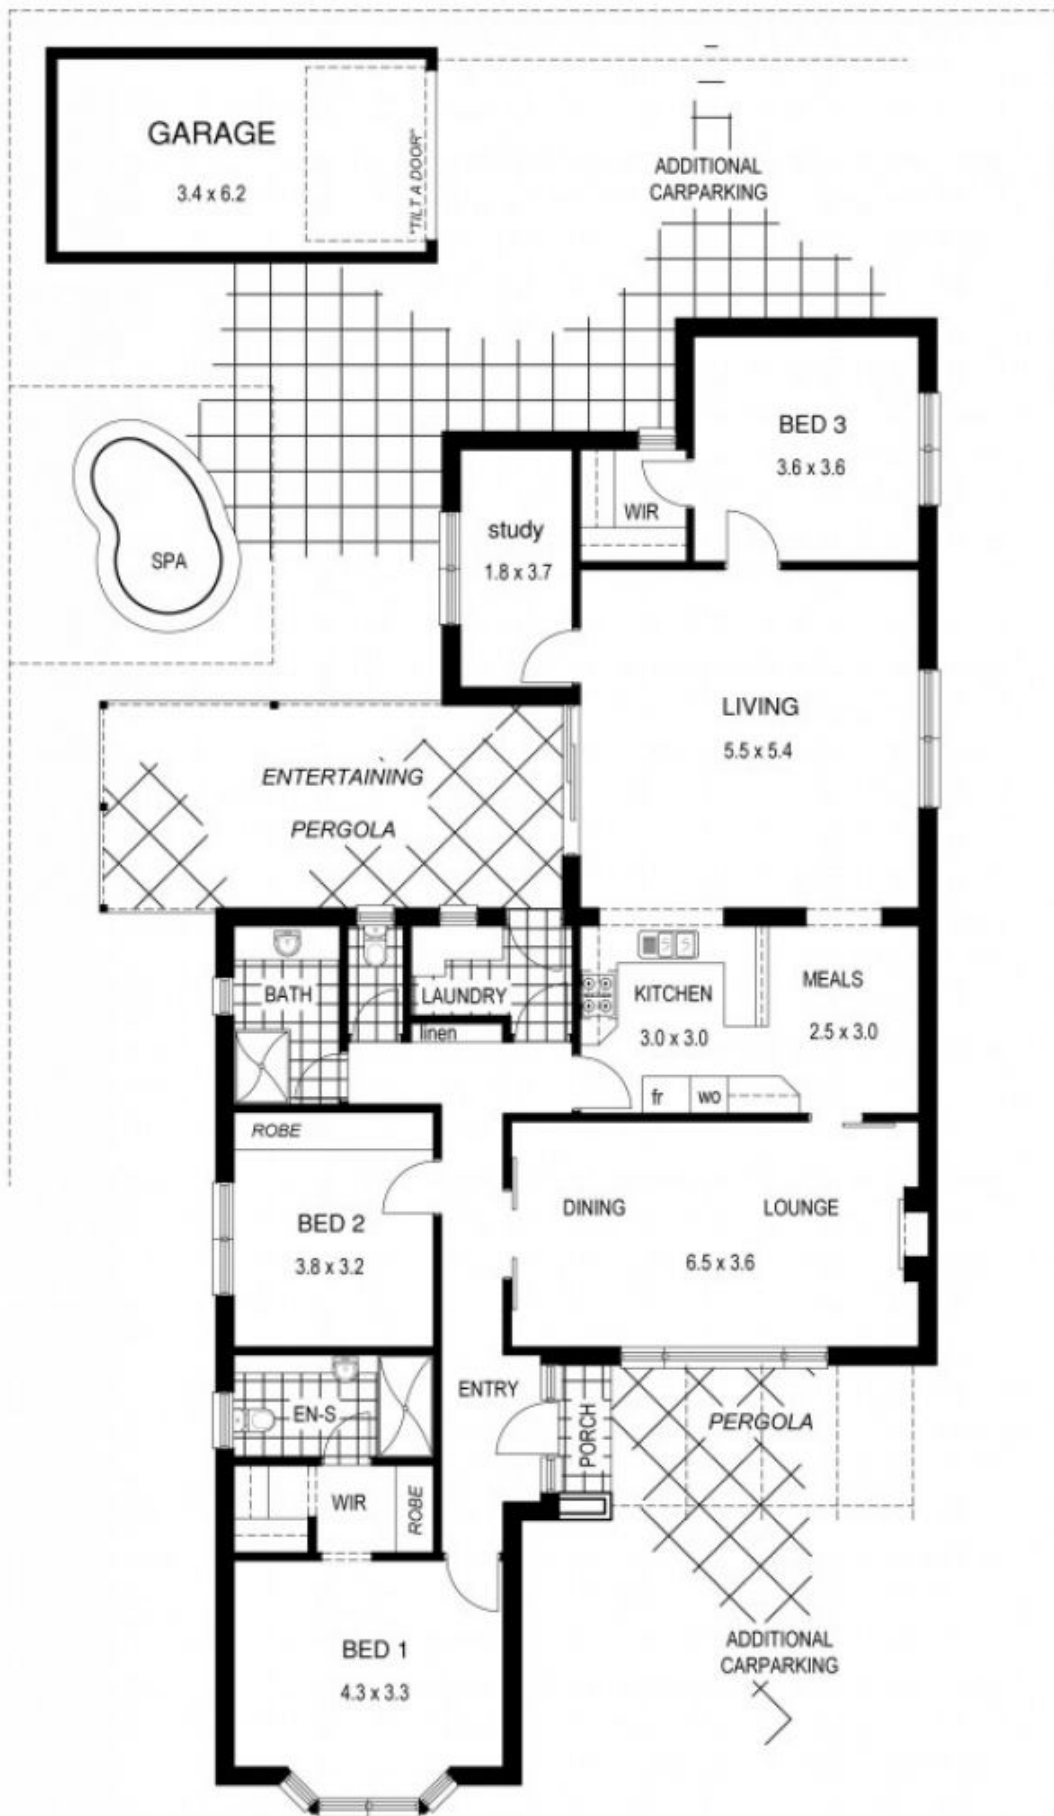 GARAGE
3.4 x 6.2
"TILT A DOOR"
ADDITIONAL
CARPARKING
BED 3
3.6 x 3.6
WIR
study
1.8 x 3.7
SPA
LIVING
5.5 x 5.4
ENTERTAINING
PERGOLA
BATH
LAUNDRY
linen
KITCHEN
3.0 x 3.0
MEALS
2.5 x 3.0
fr
wo
ROBE
BED 2
3.8 x 3.2
DINING
LOUNGE
6.5 x 3.6
EN-S
ENTRY
PORCH
PERGOLA
WIR
ROBE
BED 1
4.3 x 3.3
ADDITIONAL
CARPARKING